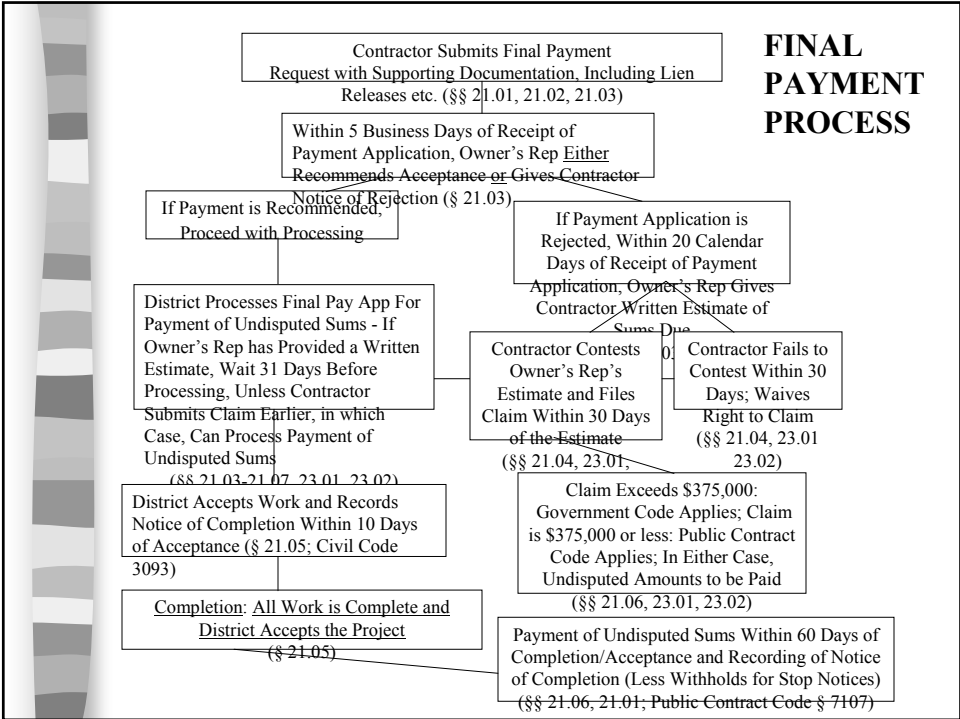 FINAL
PAYMENT
PROCESS
Contractor Submits Final Payment
Request with Supporting Documentation, Including Lien
Releases etc. (§§ 21.01, 21.02, 21.03)
Within 5 Business Days of Receipt of
Payment Application, Owner's Rep Either
Recommends Acceptance or Gives Contractor
Notice of Rejection (§ 21.03)
If Payment is Recommended,
Proceed with Processing
If Payment Application is
Rejected, Within 20 Calendar
Days of Receipt of Payment
Application, Owner's Rep Gives
Contractor Written Estimate of
Sums Due
District Processes Final Pay App For
Payment of Undisputed Sums - If
Owner's Rep has Provided a Written
Estimate, Wait 31 Days Before
Processing, Unless Contractor
Submits Claim Earlier, in which
Case, Can Process Payment of
Undisputed Sums
(§§ 21.03-21.07, 23.01, 23.02)
Contractor Contests
Owner's Rep's
Estimate and Files
Claim Within 30 Days
of the Estimate
(§§ 21.04, 23.01,
Contractor Fails to
Contest Within 30
Days; Waives
Right to Claim
(§§ 21.04, 23.01
23.02)
District Accepts Work and Records
Notice of Completion Within 10 Days
of Acceptance (§ 21.05; Civil Code
3093)
Claim Exceeds $375,000:
Government Code Applies; Claim
is $375,000 or less: Public Contract
Code Applies; In Either Case,
Undisputed Amounts to be Paid
(§§ 21.06, 23.01, 23.02)
Completion: All Work is Complete and
District Accepts the Project
(§ 21.05)
Payment of Undisputed Sums Within 60 Days of
Completion/Acceptance and Recording of Notice
of Completion (Less Withholds for Stop Notices)
(§§ 21.06, 21.01; Public Contract Code § 7107)